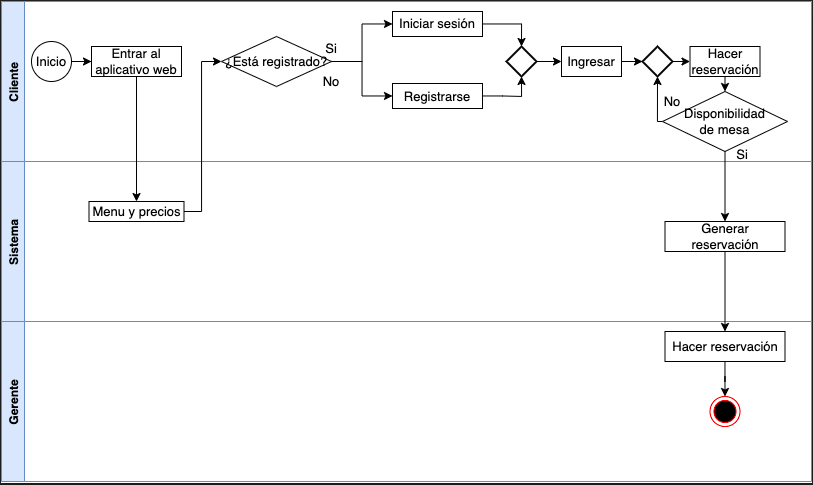 Cliente
Inicio
Entrar al
aplicativo web
¿Está registrado?
Si
No
Iniciar sesión
Registrarse
Ingresar
Hacer
reservación
No
Disponibilidad
de mesa
Si
Sistema
Menu y precios
Generar
reservación
Gerente
Hacer reservación